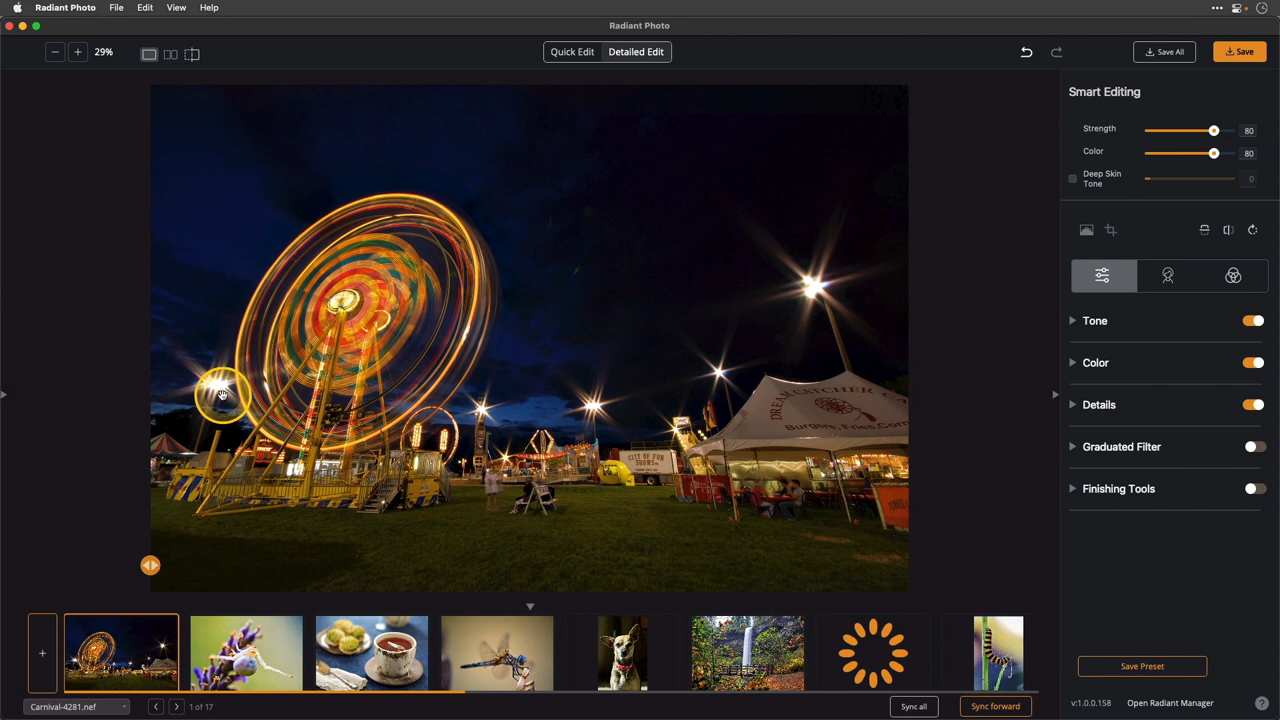 Radiant Photo File Edit View Help
Radiant Photo
29%
Quick Edit Detailed Edit
Save All
Save
Smart Editing
Strength 80
Color 80
Deep Skin
Tone
0
Tone
Color
Details
Graduated Filter
Finishing Tools
DREAM CATCHER
Burgers, Fries, Corn
CITY OF FUN
SHOWS
+
Save Preset
Carnival-4281.nef
1 of 17
Sync all
Sync forward
v:1.0.0.158
Open Radiant Manager
?